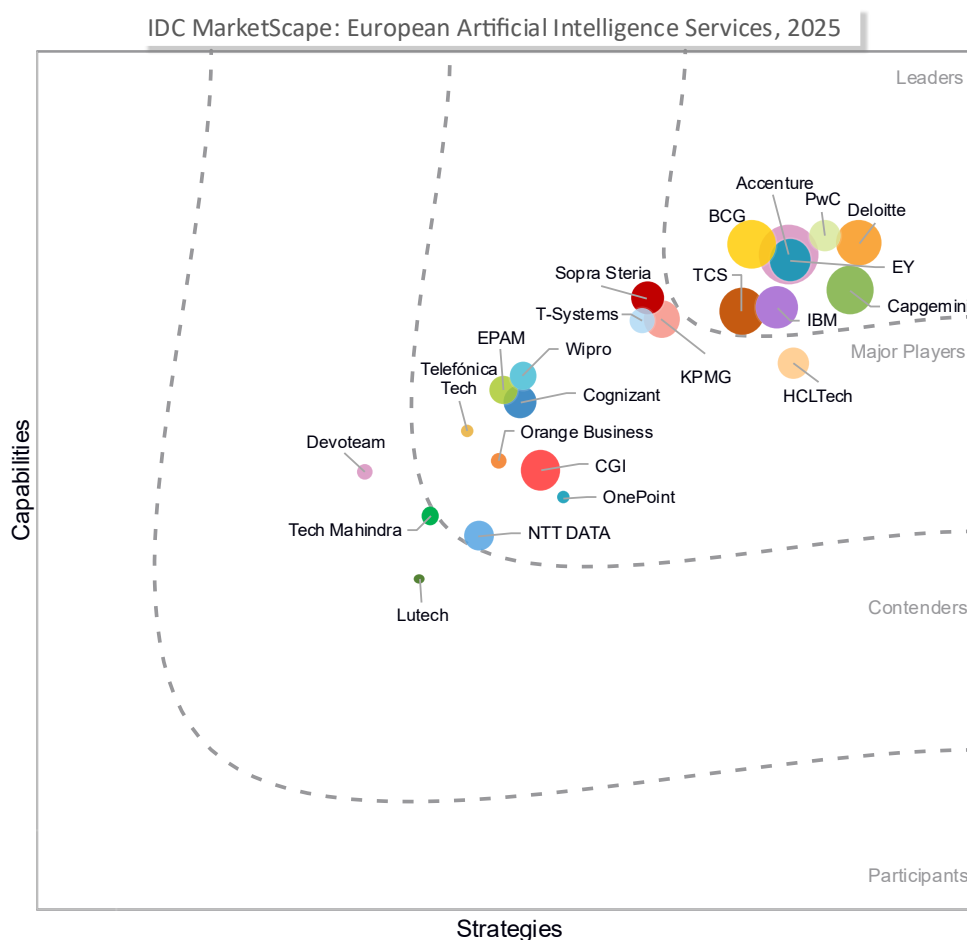 IDC MarketScape: European Artificial Intelligence Services, 2025
Leaders
Accenture
PwC
BCG
Deloitte
Sopra Steria
TCS
EY
T-Systems
IBM
Capgemini
EPAM
Wipro
Major Players
Telefónica
Tech
KPMG
Cognizant
HCLTech
Devoteam
Orange Business
CGI
OnePoint
Tech Mahindra
NTT DATA
Contenders
Lutech
Participants
Capabilities
Strategies